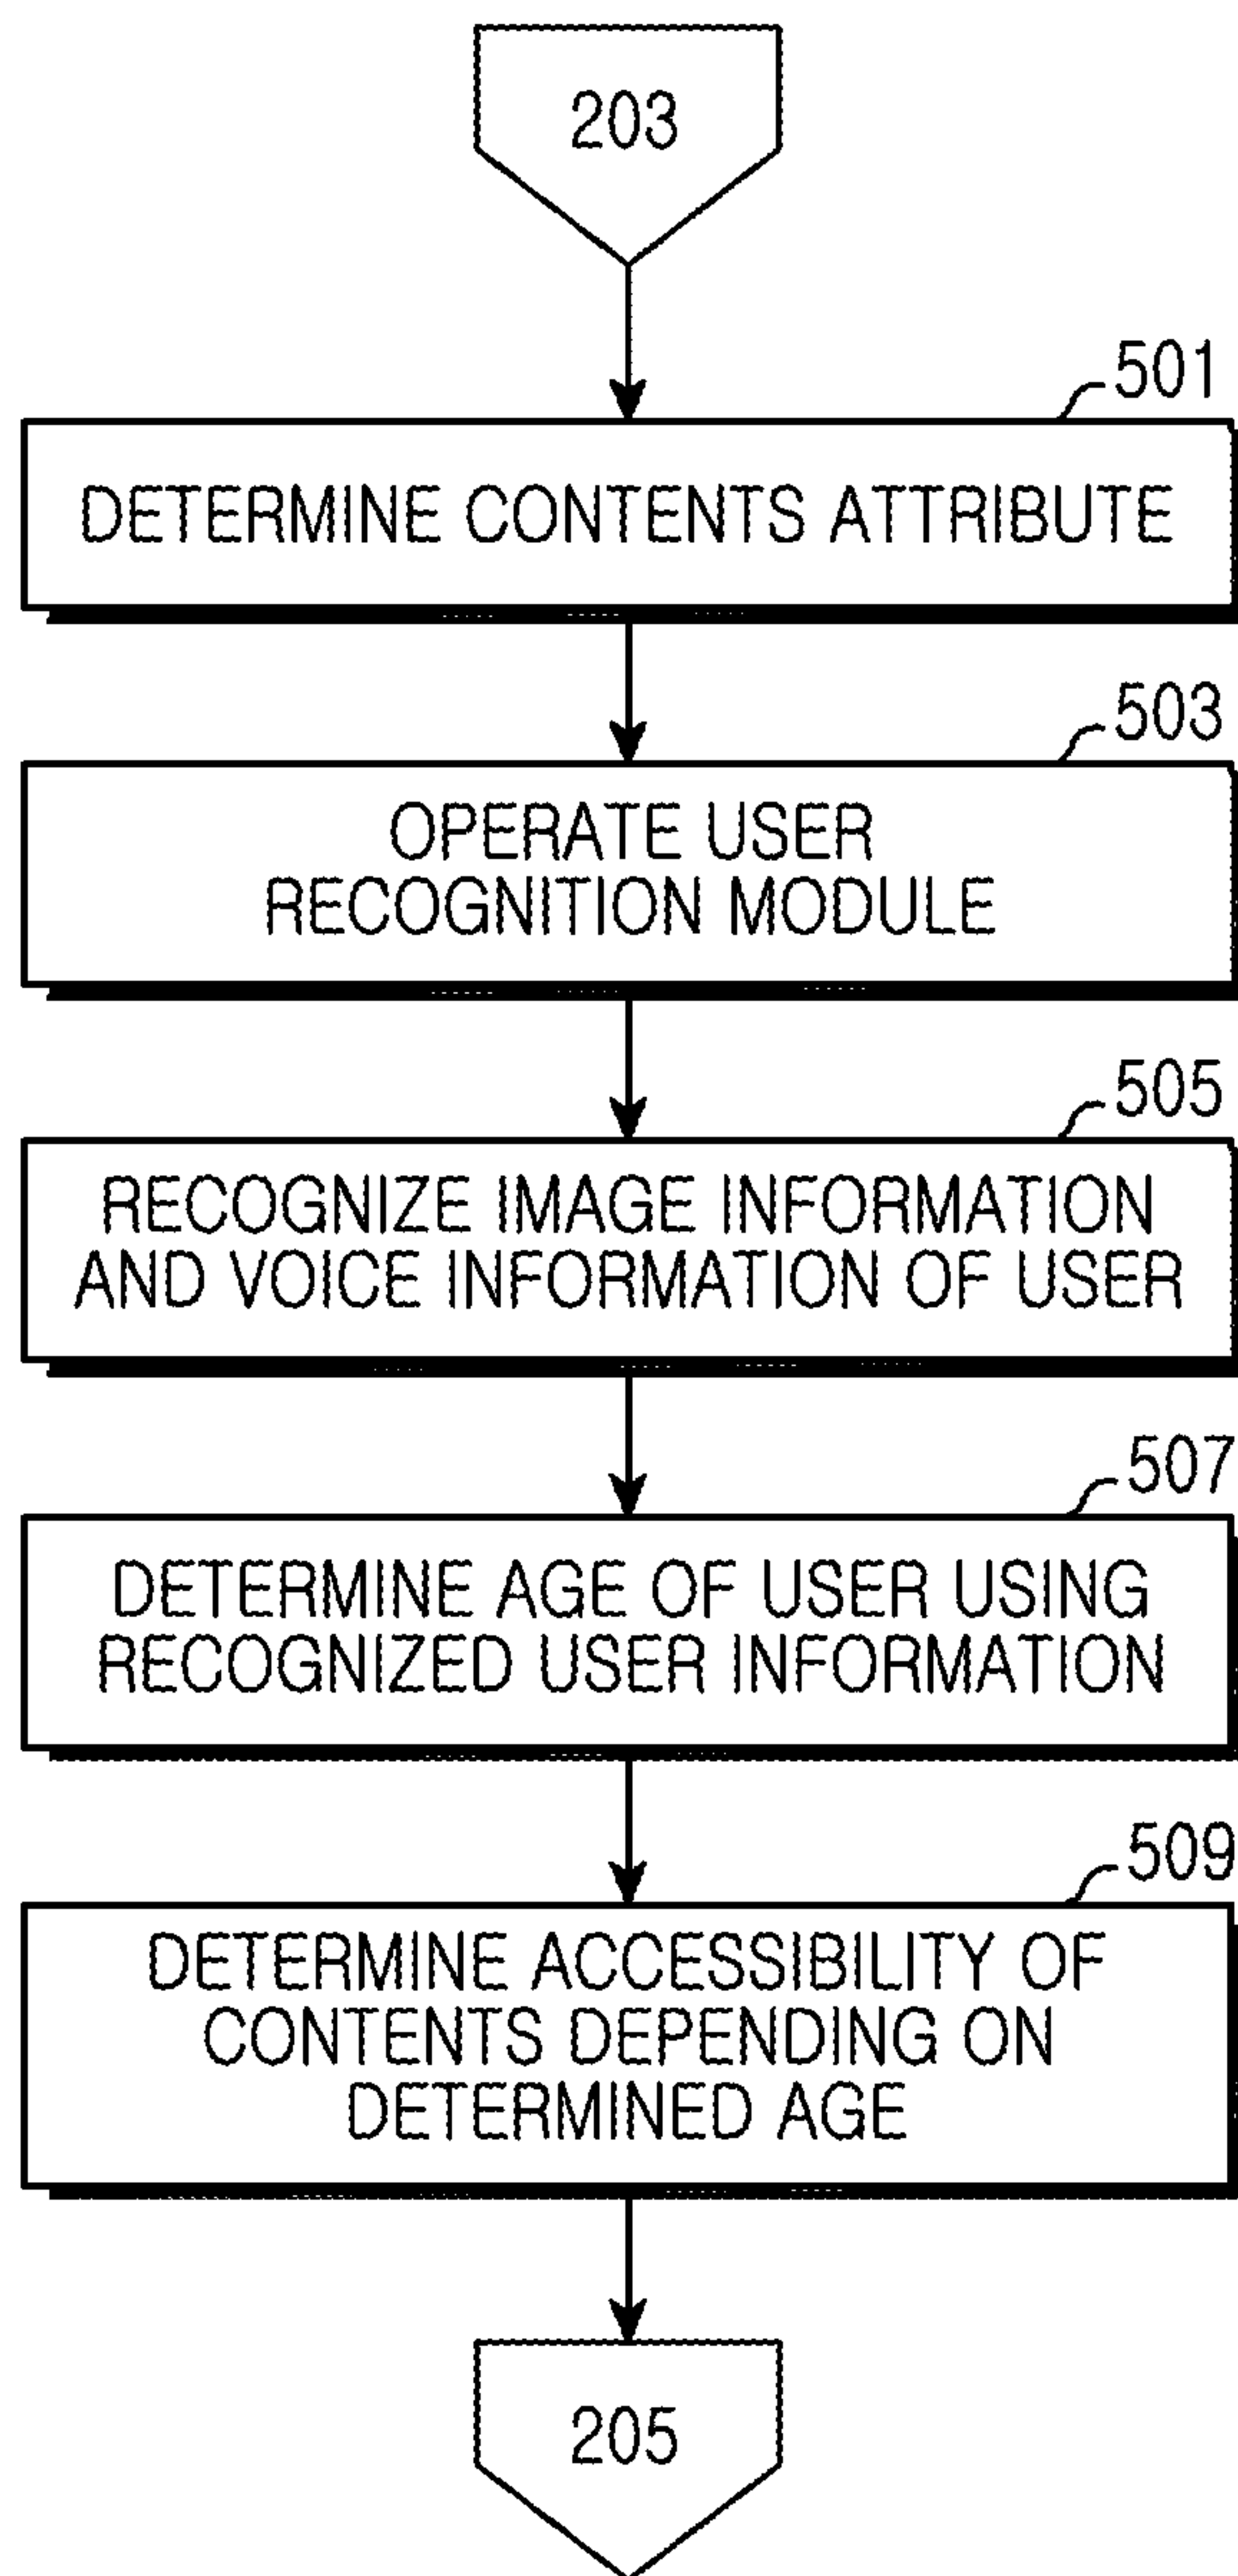 203
501
DETERMINE CONTENTS ATTRIBUTE
503
OPERATE USER
RECOGNITION MODULE
505
RECOGNIZE IMAGE INFORMATION
AND VOICE INFORMATION OF USER
507
DETERMINE AGE OF USER USING
RECOGNIZED USER INFORMATION
509
DETERMINE ACCESSIBILITY OF
CONTENTS DEPENDING ON
DETERMINED AGE
205